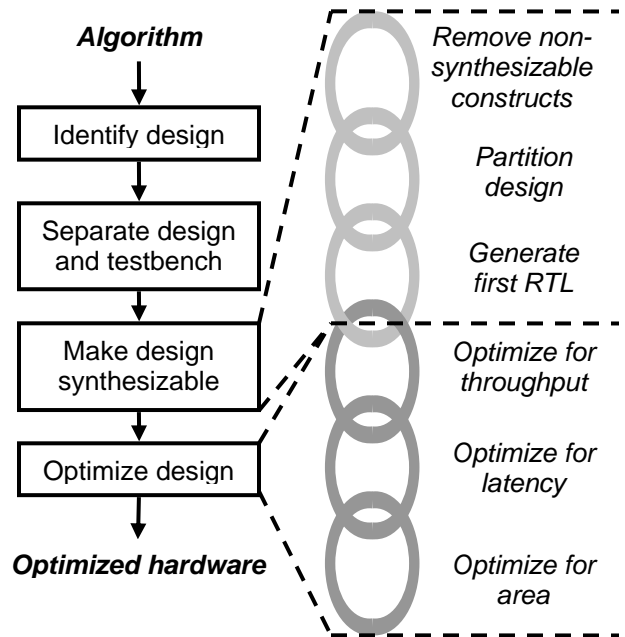 Algorithm
Identify design
Separate design
and testbench
Make design
synthesizable
Optimize design
Optimized hardware
Remove non-
synthesizable
constructs
Partition
design
Generate
first RTL
Optimize for
throughput
Optimize for
latency
Optimize for
area